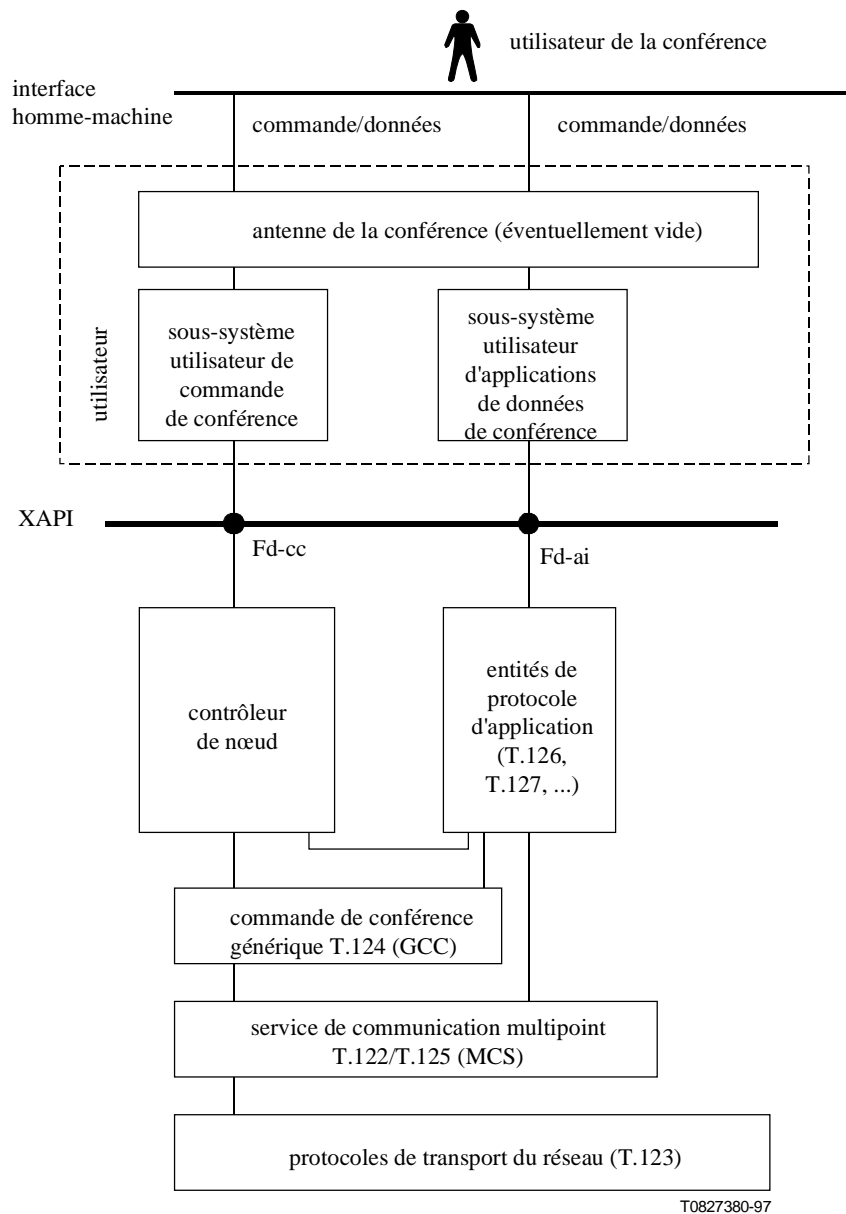 utilisateur de la conférence
interface
homme-machine
commande/données
commande/données
antenne de la conférence (éventuellement vide)
utilisateur
sous-système
utilisateur de
commande
de conférence
sous-système
utilisateur
d'applications
de données
de conférence
XAPI
Fd-cc
Fd-ai
contrôleur
de nœud
entités de
protocole
d'application
(T.126,
T.127, ...)
commande de conférence
générique T.124 (GCC)
service de communication multipoint
T.122/T.125 (MCS)
protocoles de transport du réseau (T.123)
T0827380-97